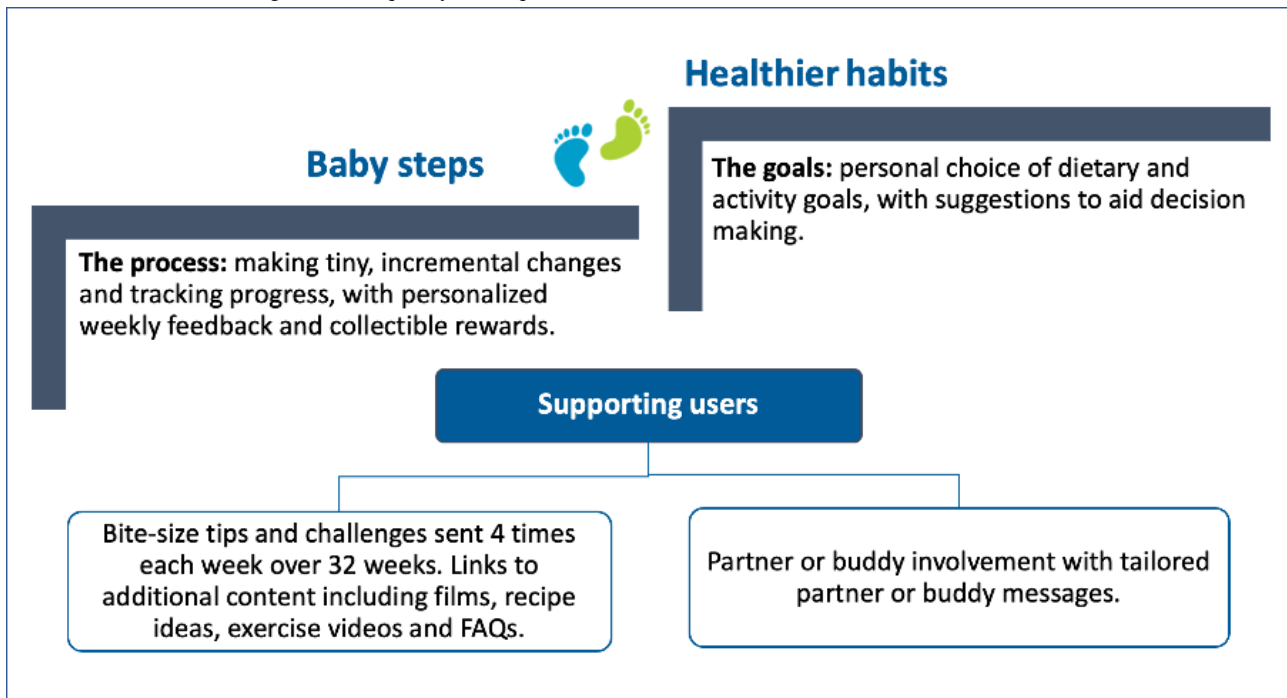 Healthier habits
Baby steps
The goals: personal choice of dietary and
activity goals, with suggestions to aid decision
making.
The process: making tiny, incremental changes
and tracking progress, with personalized
weekly feedback and collectible rewards.
Supporting users
Bite-size tips and challenges sent 4 times
each week over 32 weeks. Links to
additional content including films, recipe
ideas, exercise videos and FAQs.
Partner or buddy involvement with tailored
partner or buddy messages.